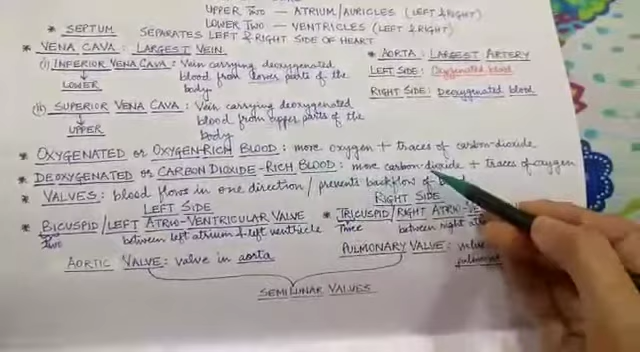 UPPER TWO — ATRIUM/AURICLES (LEFT & RIGHT)
LOWER TWO — VENTRICLES (LEFT & RIGHT)
* SEPTUM SEPARATES LEFT & RIGHT SIDE OF HEART
* VENA CAVA: LARGEST VEIN
(i) INFERIOR VENA CAVA: Vein carrying deoxygenated
blood from lower parts of the
body
LOWER
(ii) SUPERIOR VENA CAVA: Vein carrying deoxygenated
blood from upper parts of the
body
UPPER
* AORTA: LARGEST ARTERY
LEFT SIDE: Oxygenated blood
RIGHT SIDE: Deoxygenated blood
* OXYGENATED or OXYGEN-RICH BLOOD: more oxygen + traces of carbon-dioxide
* DEOXYGENATED or CARBON DIOXIDE-RICH BLOOD: more carbon-dioxide + traces of oxygen
* VALVES: blood flows in one direction/prevents backflow of
LEFT SIDE
* BICUSPID/LEFT ATRIO-VENTRICULAR VALVE
Two between left atrium & left ventricle
AORTIC VALVE: valve in aorta
RIGHT SIDE
* TRICUSPID/RIGHT ATRIO-
Three between right
PULMONARY VALVE:
SEMILUNAR VALVES